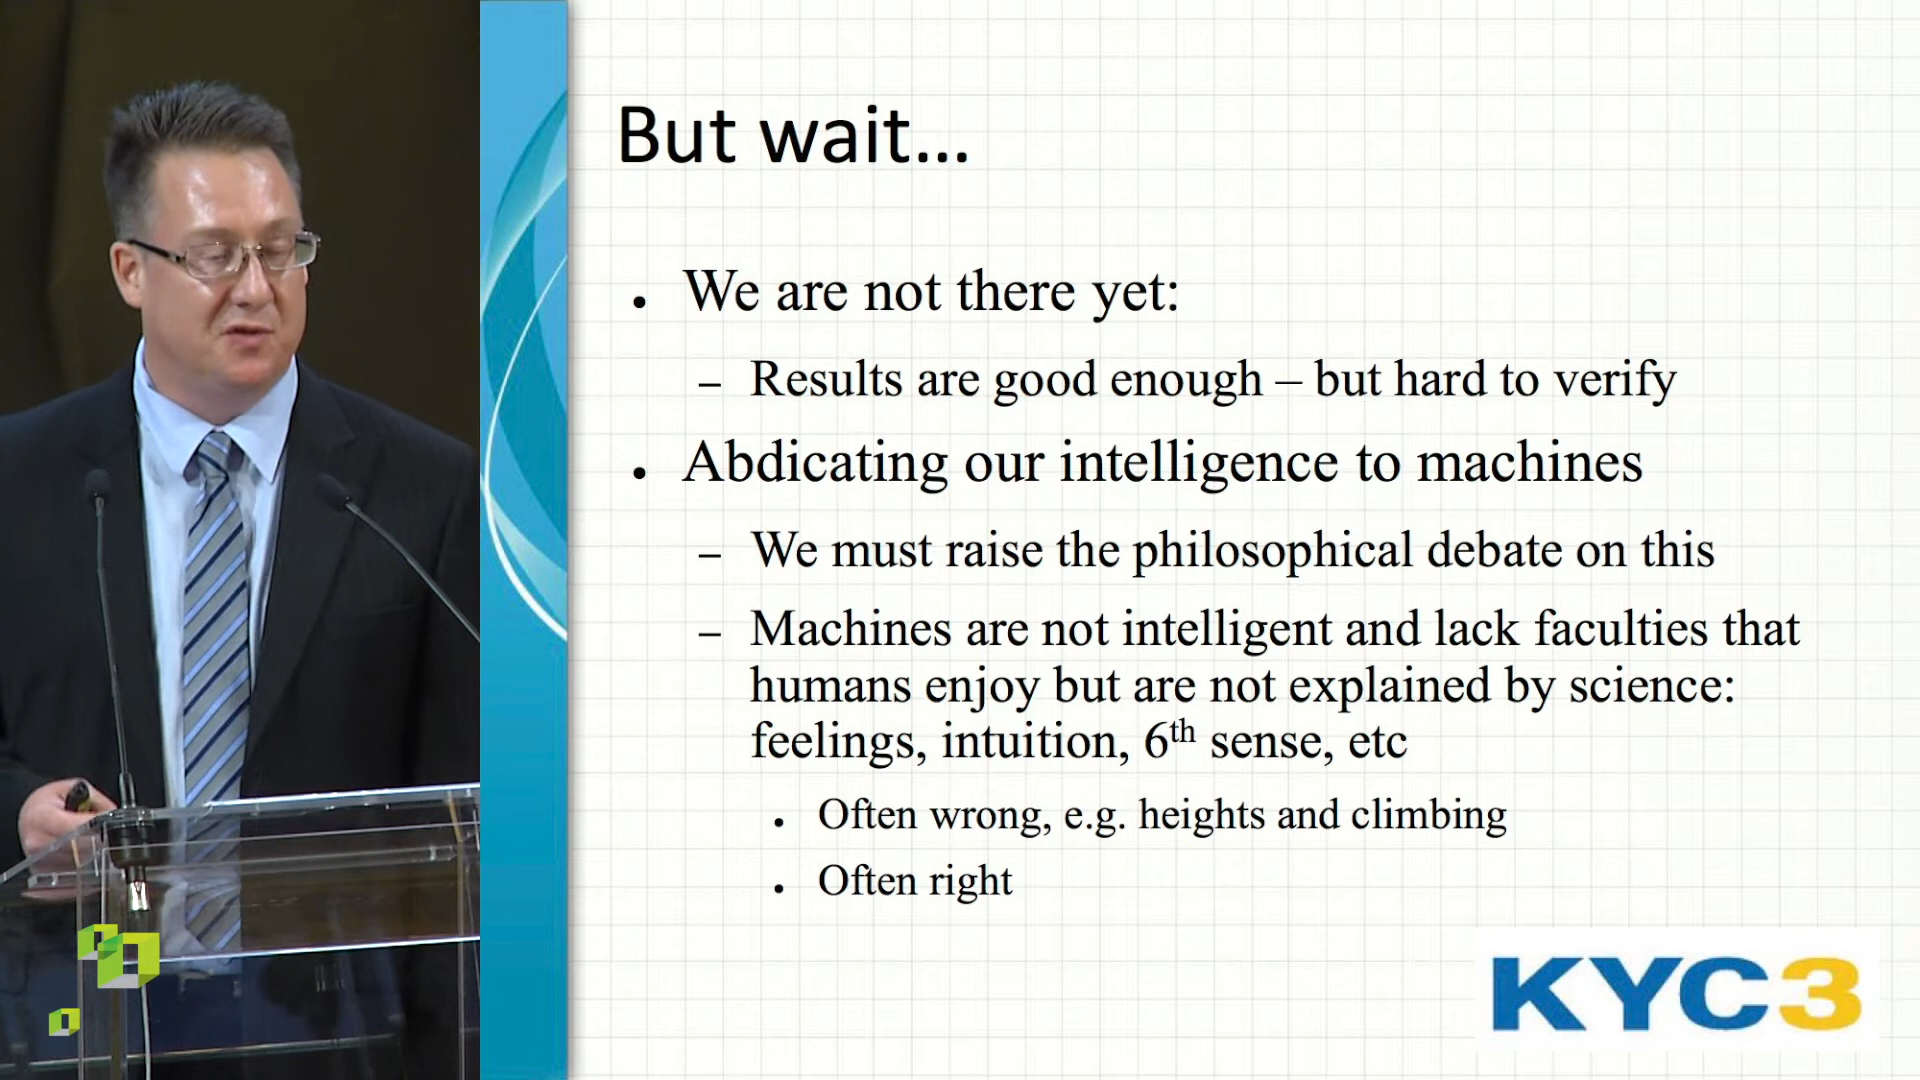 But wait...
• We are not there yet:
– Results are good enough – but hard to verify
• Abdicating our intelligence to machines
– We must raise the philosophical debate on this
– Machines are not intelligent and lack faculties that
humans enjoy but are not explained by science:
feelings, intuition, 6th sense, etc
• Often wrong, e.g. heights and climbing
• Often right
KYC3